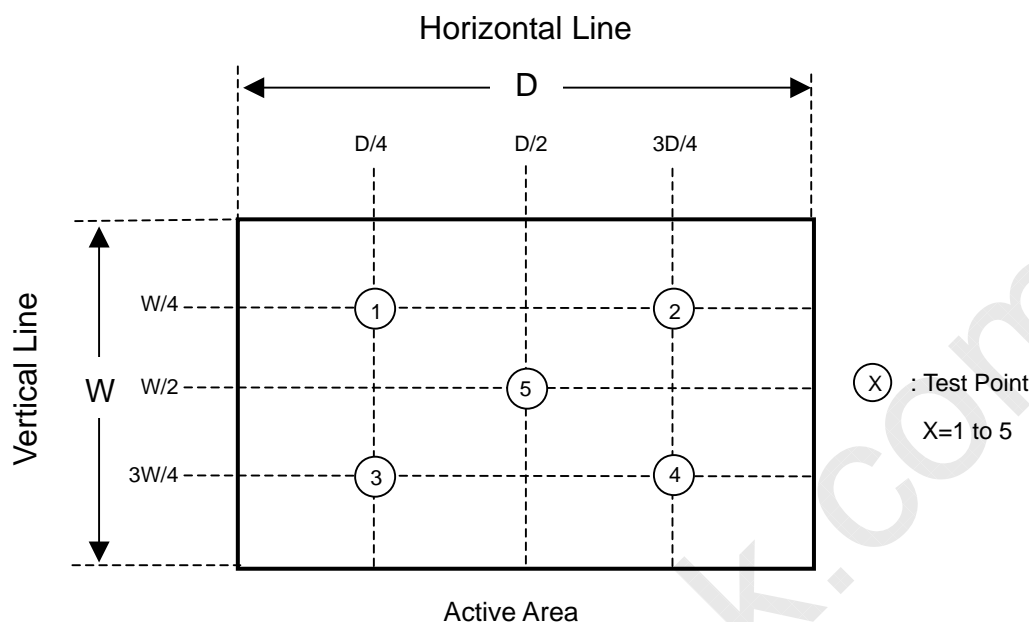 Horizontal Line
D
D/4 D/2 3D/4
Vertical Line
W
W/4
W/2
3W/4
1 2
5
3 4
X : Test Point
X=1 to 5
Active Area
k.com